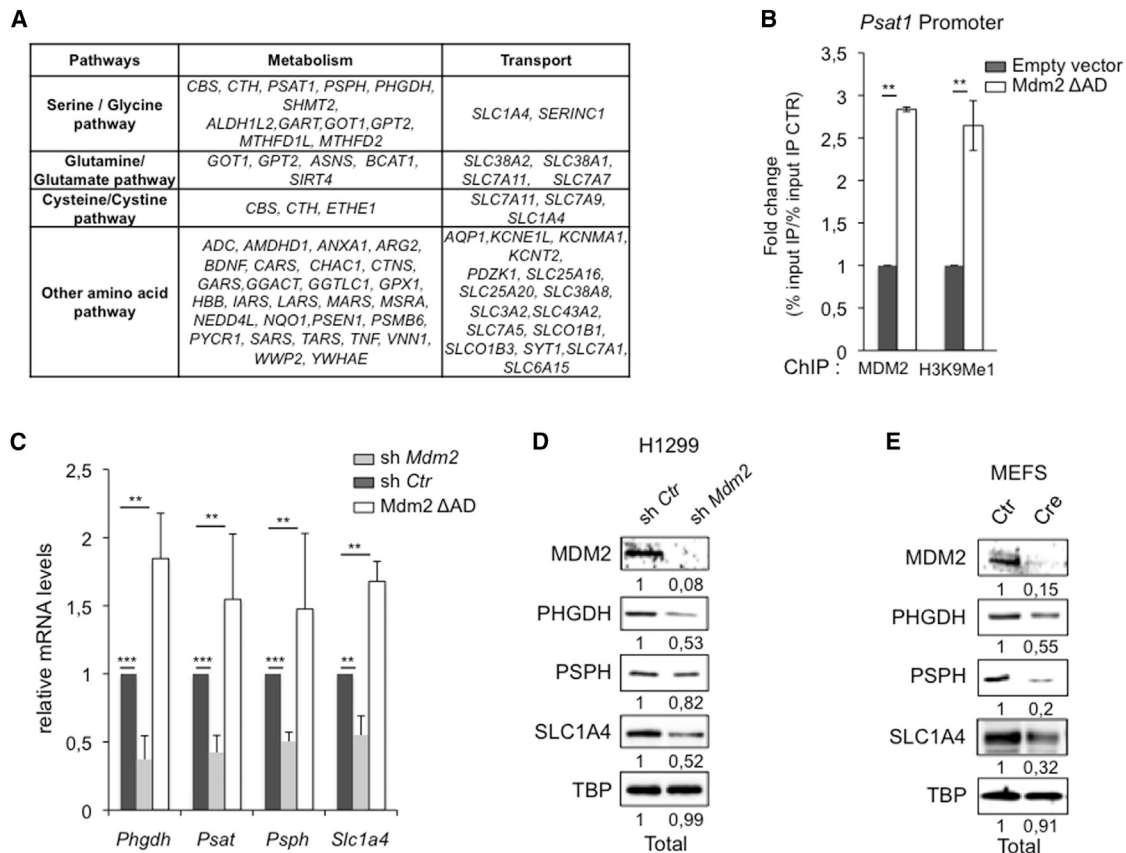 A
Pathways Metabolism Transport
Serine / Glycine pathway
CBS, CTH, PSAT1, PSPH, PHGDH,
SHMT2,
ALDH1L2,GART,GOT1,GPT2,
MTHFD1L, MTHFD2
SLC1A4, SERINC1
Glutamine/
Glutamate pathway
GOT1, GPT2, ASNS, BCAT1,
SIRT4
SLC38A2, SLC38A1,
SLC7A11, SLC7A7
Cysteine/Cystine
pathway
CBS, CTH, ETHE1
SLC7A11, SLC7A9,
SLC1A4
Other amino acid
pathway
ADC, AMDHD1, ANXA1, ARG2,
BDNF, CARS, CHAC1, CTNS,
GARS,GGACT, GGTLC1, GPX1,
HBB, IARS, LARS, MARS, MSRA,
NEDD4L, NQO1,PSEN1, PSMB6,
PYCR1, SARS, TARS, TNF, VNN1,
WWP2, YWHAE
AQP1,KCNE1L, KCNMA1,
KCNT2,
PDZK1, SLC25A16,
SLC25A20, SLC38A8,
SLC3A2,SLC43A2,
SLC7A5, SLCO1B1,
SLCO1B3, SYT1,SLC7A1,
SLC6A15
B
Psat1 Promoter
Empty vector
Mdm2 ΔAD
Fold change
(% input IP/% input IP CTR)
3,5
3
2,5
2
1,5
1
0,5
0
** **
ChIP : MDM2 H3K9Me1
C
sh Mdm2
sh Ctr
Mdm2 ΔAD
relative mRNA levels
2,5
2
1,5
1
0,5
0
** ** ** **
*** *** *** **
Phgdh Psat Psph Slc1a4
D
H1299
sh Ctr sh Mdm2
MDM2
1 0,08
PHGDH
1 0,53
PSPH
1 0,82
SLC1A4
1 0,52
TBP
1 0,99
Total
E
MEFS
Ctr Cre
MDM2
1 0,15
PHGDH
1 0,55
PSPH
1 0,2
SLC1A4
1 0,32
TBP
1 0,91
Total